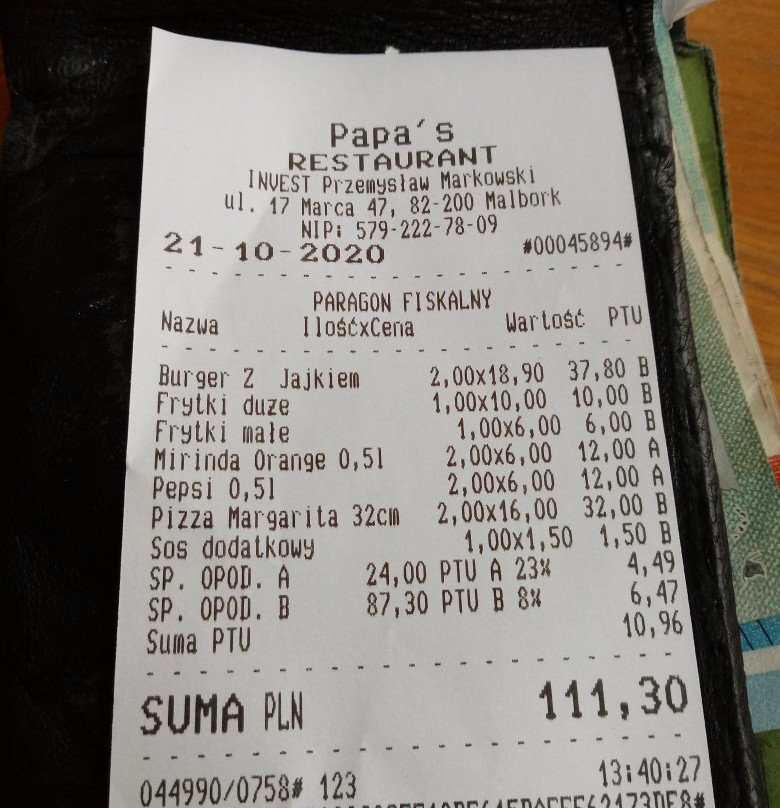 Papa's
RESTAURANT
INVEST Przemysław Markowski
ul. 17 Marca 47, 82-200 Malbork
NIP: 579-222-78-09
21-10-2020 #00045894#
PARAGON FISKALNY
Nazwa IlośćxCena Wartość PTU
Burger Z Jajkiem 2,00x18,90 37,80 B
Frytki duze 1,00x10,00 10,00 B
Frytki małe 1,00x6,00 6,00 B
Mirinda Orange 0,5l 2,00x6,00 12,00 A
Pepsi 0,5l 2,00x6,00 12,00 A
Pizza Margarita 32cm 2,00x16,00 32,00 B
Sos dodatkowy 1,00x1,50 1,50 B
SP. OPOD. A 24,00 PTU A 23% 4,49
SP. OPOD. B 87,30 PTU B 8% 6,47
Suma PTU 10,96
SUMA PLN 111,30
044990/0758# 123 13:40:27